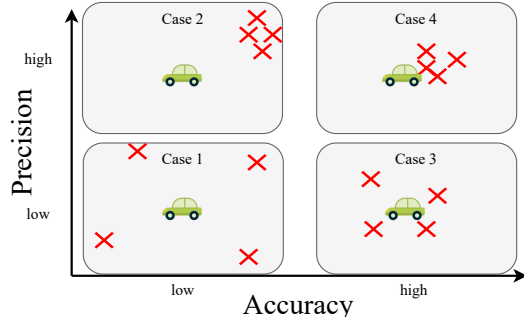 Case 2
Case 4
high
Precision
Case 1
Case 3
low
low
high
Accuracy